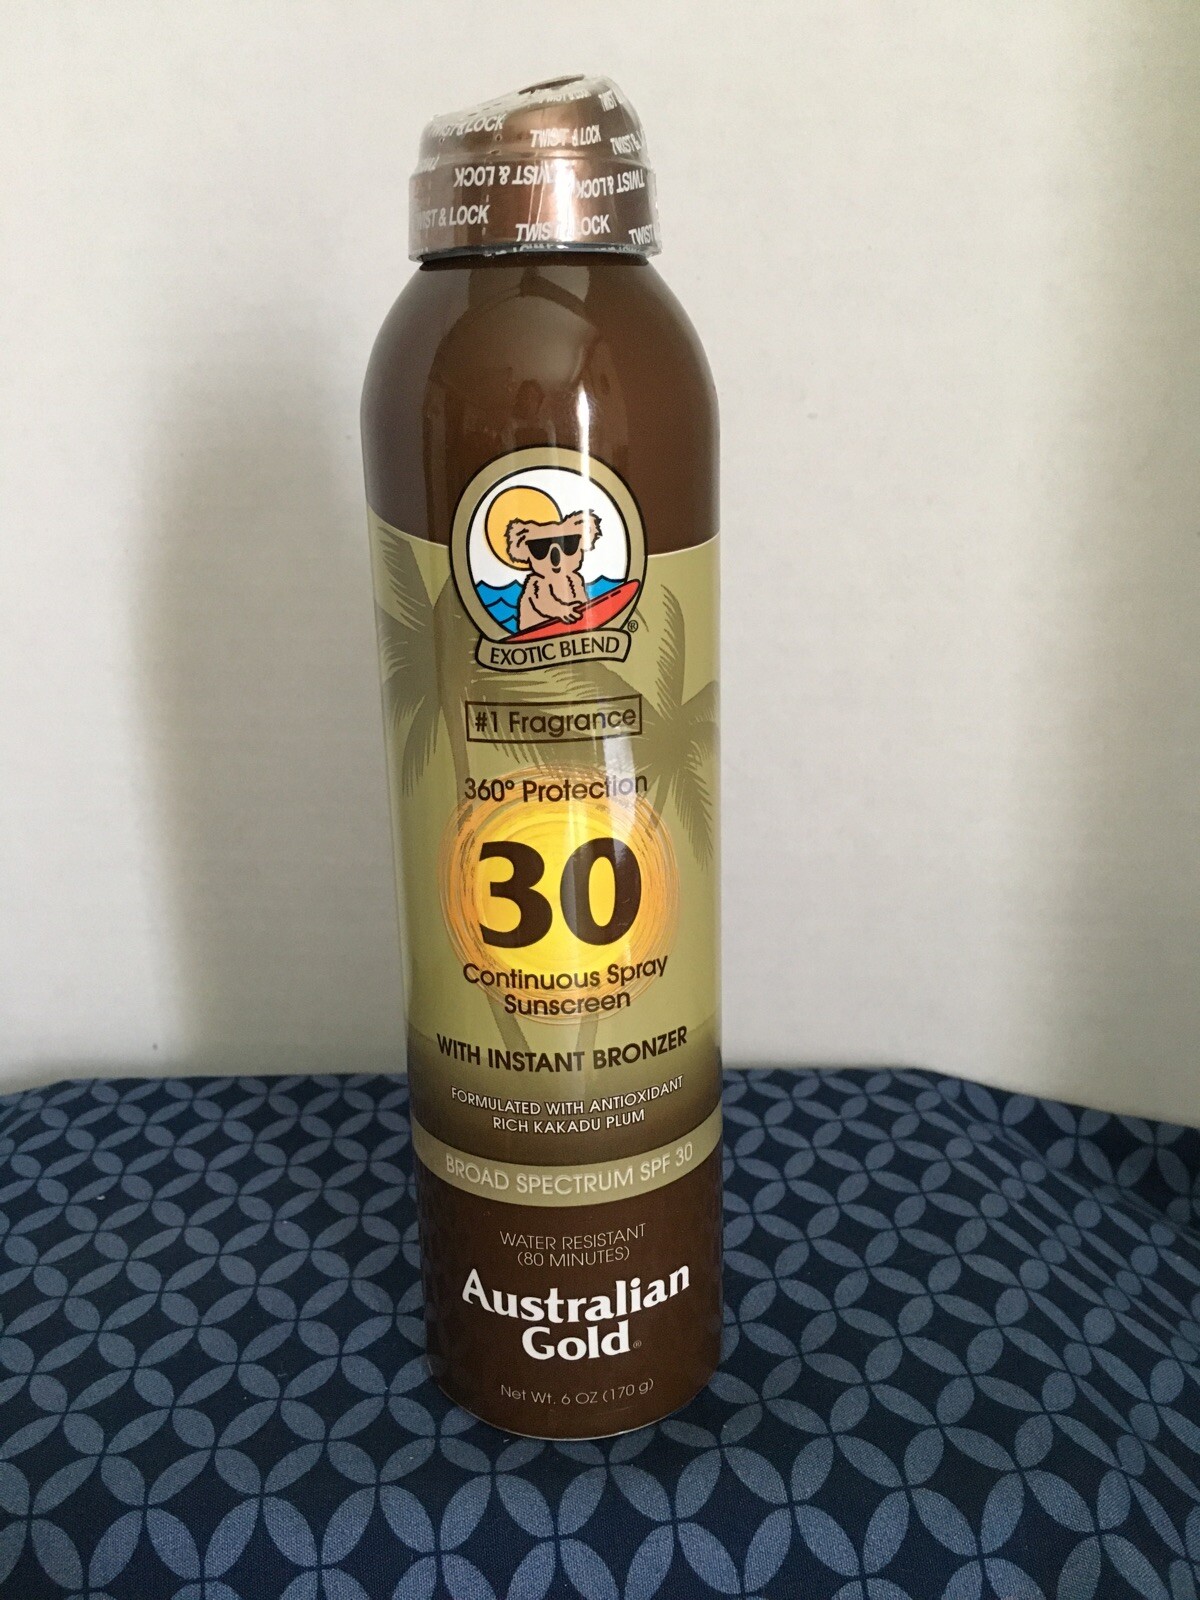 TWIST & LOCK
TWIST & LOCK
TWIST & LOCK
TWIST & LOCK
EXOTIC BLEND®
#1 Fragrance
360° Protection
30
Continuous Spray
Sunscreen
WITH INSTANT BRONZER
FORMULATED WITH ANTIOXIDANT
RICH KAKADU PLUM
BROAD SPECTRUM SPF 30
WATER RESISTANT
(80 MINUTES)
Australian
Gold®
Net Wt. 6 OZ (170 g)